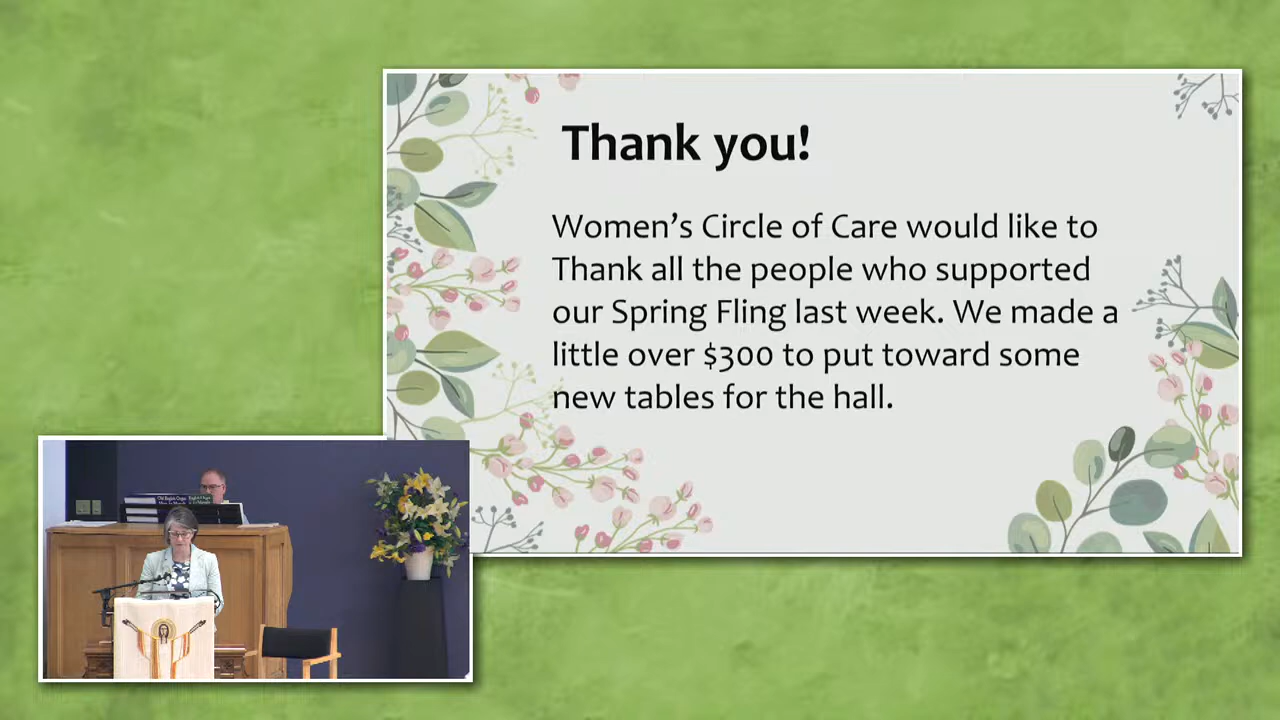 Thank you!
Women’s Circle of Care would like to
Thank all the people who supported
our Spring Fling last week. We made a
little over $300 to put toward some
new tables for the hall.